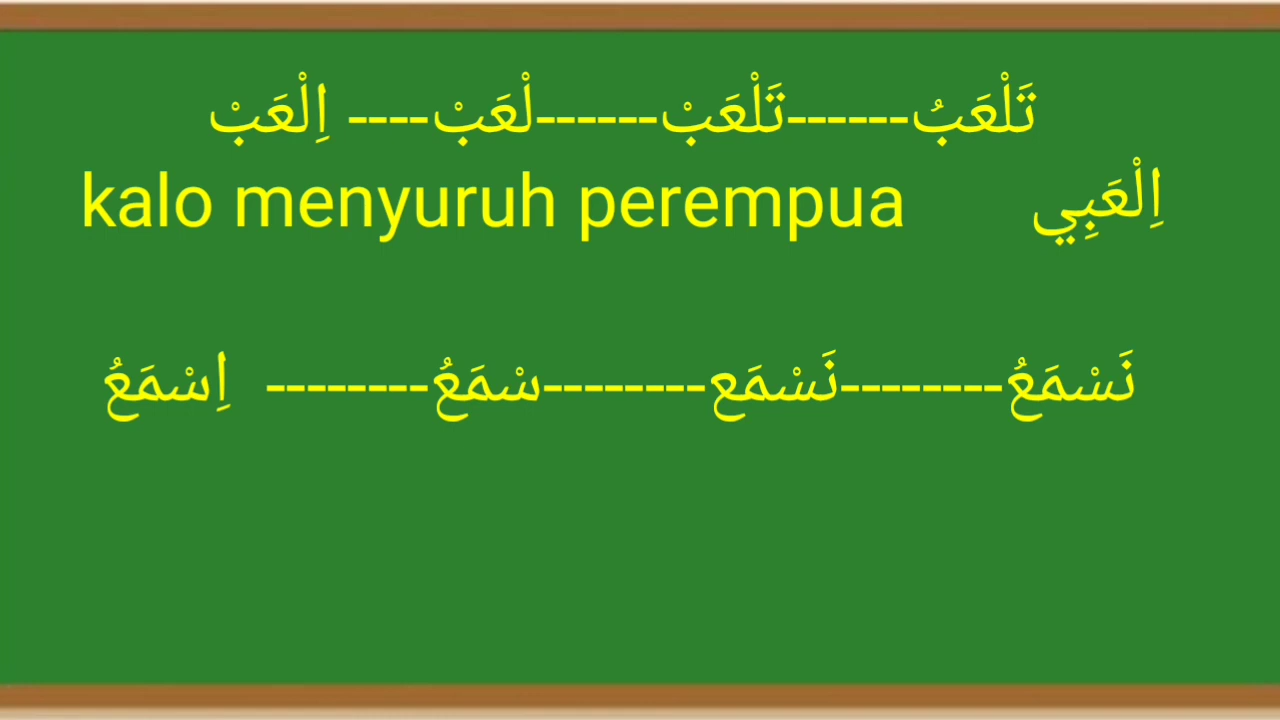 تَلْعَبُ------تَلْعَبْ------لْعَبْ---- اِلْعَبْ
kalo menyuruh perempua اِلْعَبِي
نَسْمَعُ--------نَسْمَع--------سْمَعُ-------- اِسْمَعُ